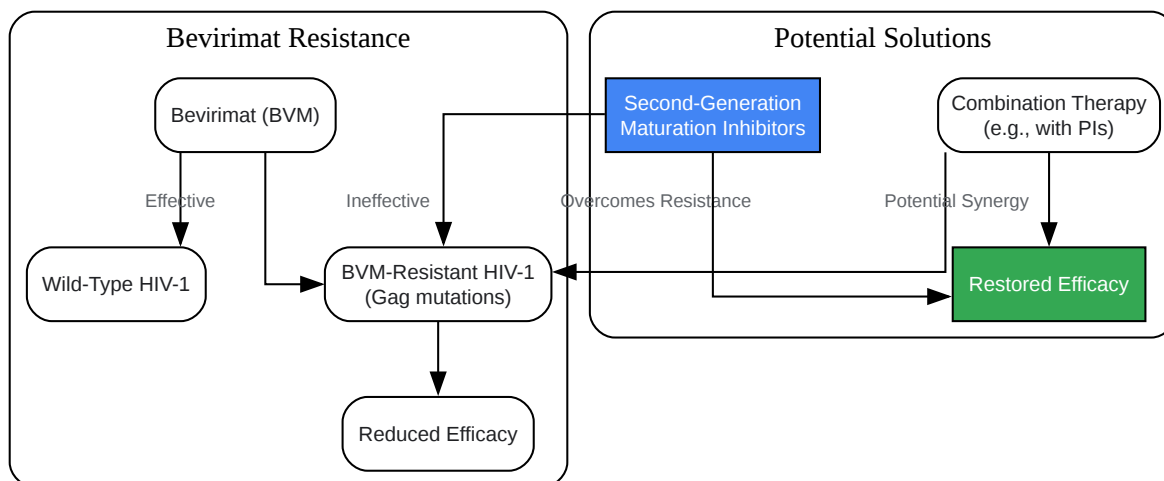 Bevirimat Resistance
Potential Solutions
Bevirimat (BVM)
Second-Generation
Maturation Inhibitors
Combination Therapy
(e.g., with PIs)
Effective
Ineffective
Overcomes Resistance
Potential Synergy
Wild-Type HIV-1
BVM-Resistant HIV-1
(Gag mutations)
Restored Efficacy
Reduced Efficacy